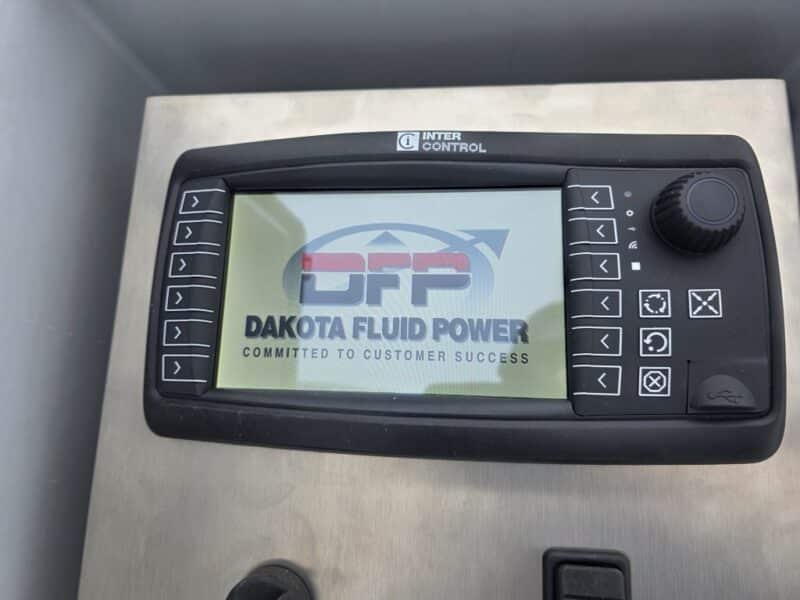 INTER
CONTROL
DFP
DAKOTA FLUID POWER
COMMITTED TO CUSTOMER SUCCESS